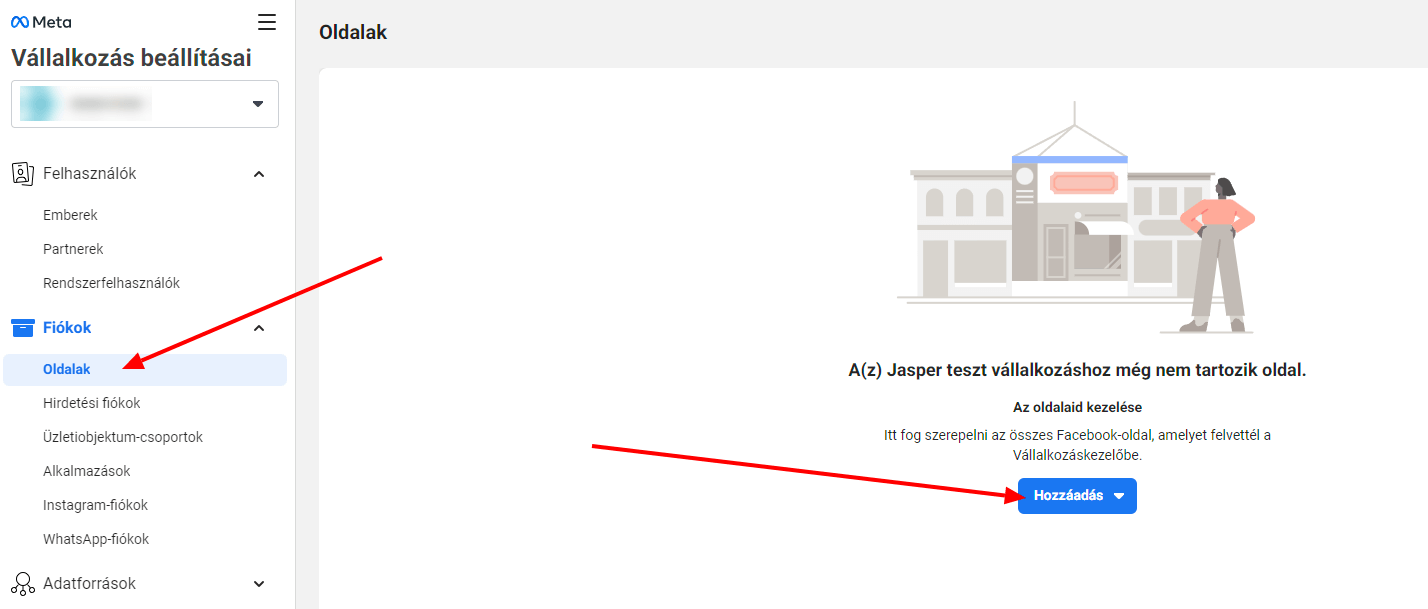 Meta
Vállalkozás beállításai
Felhasználók
Emberek
Partnerek
Rendszerfelhasználók
Fiókok
Oldalak
Hirdetési fiókok
Üzletiobjektum-csoportok
Alkalmazások
Instagram-fiókok
WhatsApp-fiókok
Adatforrások
Oldalak
A(z) Jasper teszt vállalkozáshoz még nem tartozik oldal.
Az oldalaid kezelése
Itt fog szerepelni az összes Facebook-oldal, amelyet felvettél a
Vállalkozáskezelőbe.
Hozzáadás